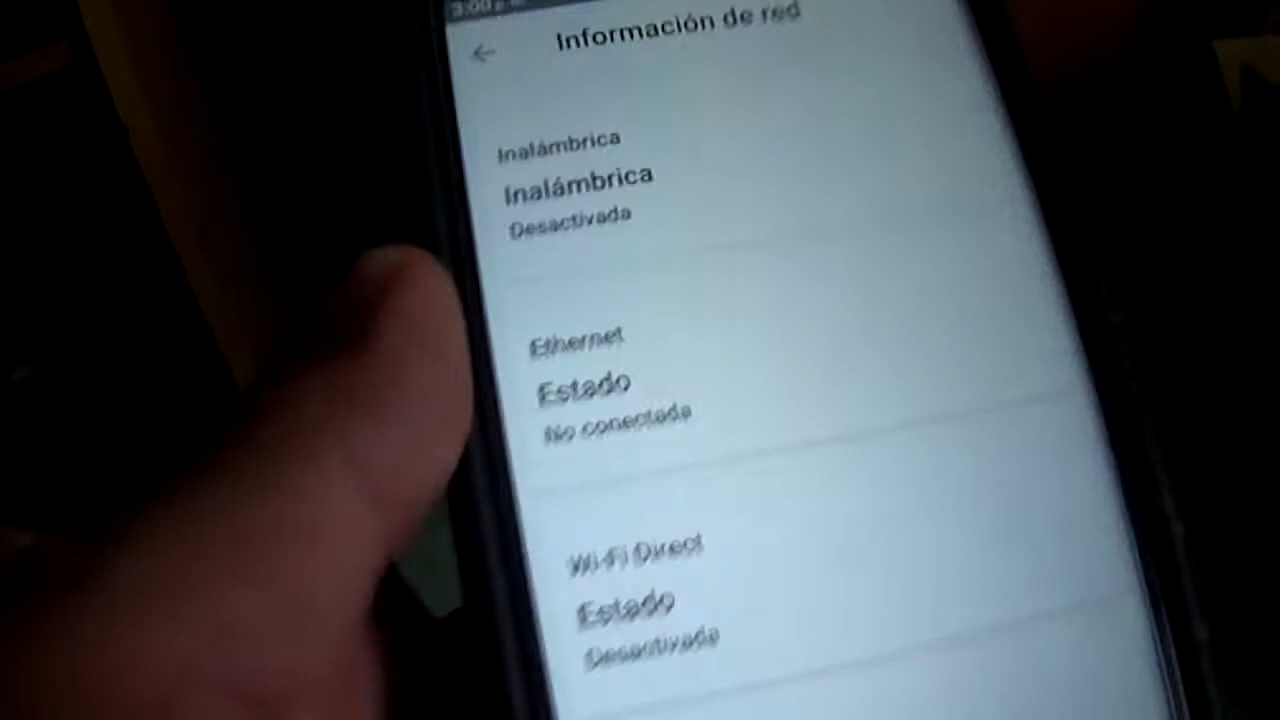 Información de red
Inalámbrica
Inalámbrica
Desactivada
Ethernet
Estado
No conectada
Wi-Fi Direct
Estado
Desactivada